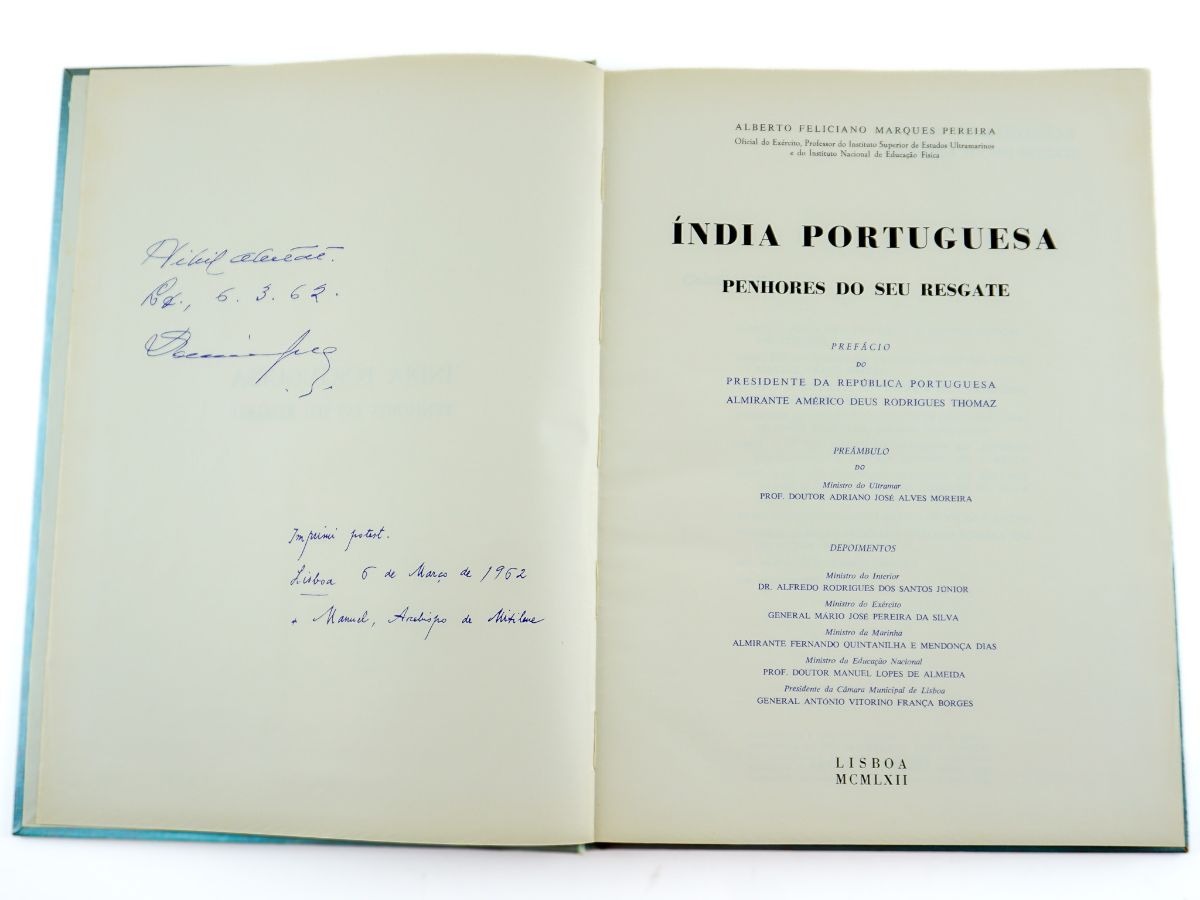 Nihil obstat.
Lx., 6.3.62.
Imprimi potest.
Lisboa 6 de Março de 1962
+ Manuel, Arcebispo de Mitilene
ALBERTO FELICIANO MARQUES PEREIRA
Oficial do Exército, Professor do Instituto Superior de Estudos Ultramarinos
e do Instituto Nacional de Educação Física
ÍNDIA PORTUGUESA
PENHORES DO SEU RESGATE
PREFÁCIO
DO
PRESIDENTE DA REPÚBLICA PORTUGUESA
ALMIRANTE AMÉRICO DEUS RODRIGUES THOMAZ
PREÂMBULO
DO
Ministro do Ultramar
PROF. DOUTOR ADRIANO JOSÉ ALVES MOREIRA
DEPOIMENTOS
Ministro do Interior
DR. ALFREDO RODRIGUES DOS SANTOS JÚNIOR
Ministro do Exército
GENERAL MÁRIO JOSÉ PEREIRA DA SILVA
Ministro da Marinha
ALMIRANTE FERNANDO QUINTANILHA E MENDONÇA DIAS
Ministro da Educação Nacional
PROF. DOUTOR MANUEL LOPES DE ALMEIDA
Presidente da Câmara Municipal de Lisboa
GENERAL ANTÓNIO VITORINO FRANÇA BORGES
LISBOA
MCMLXII